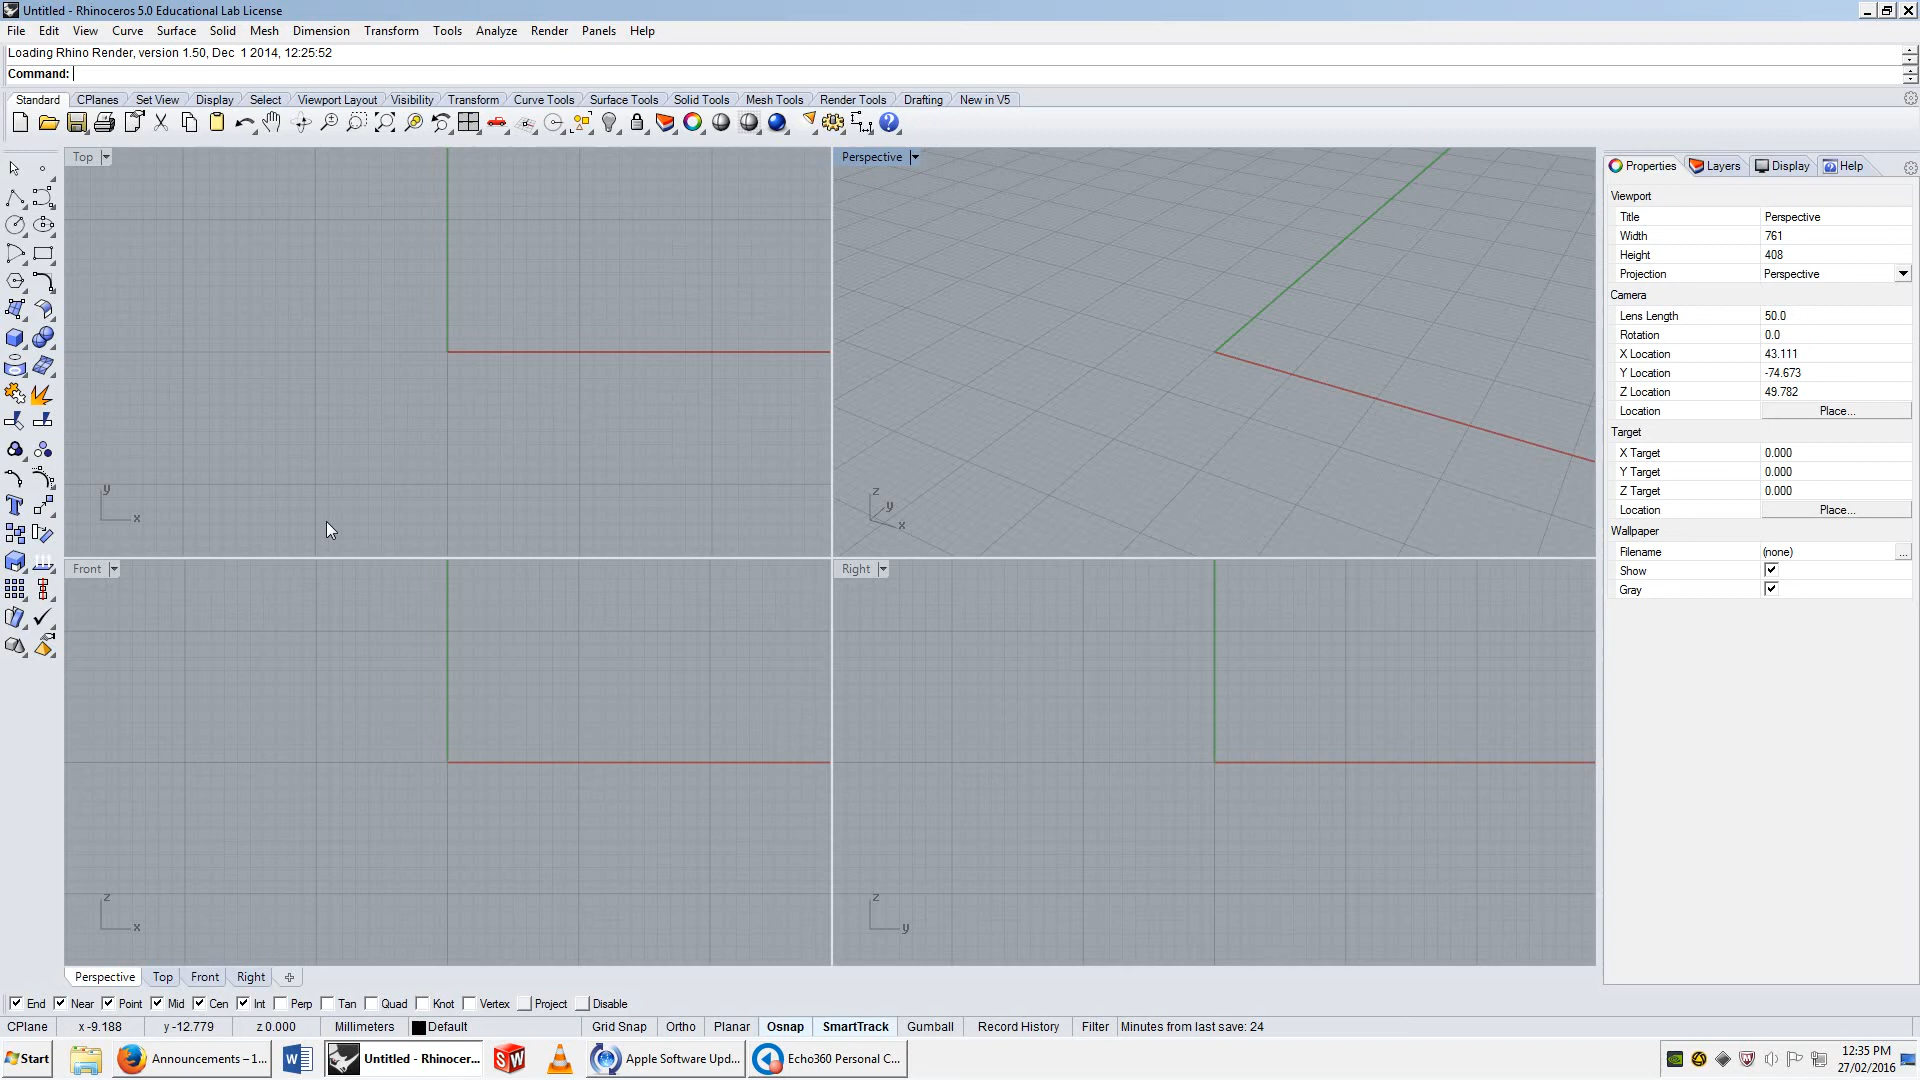 Untitled - Rhinoceros 5.0 Educational Lab License
File Edit View Curve Surface Solid Mesh Dimension Transform Tools Analyze Render Panels Help
Loading Rhino Render, version 1.50, Dec 1 2014, 12:25:52
Command:
Standard CPlanes Set View Display Select Viewport Layout Visibility Transform Curve Tools Surface Tools Solid Tools Mesh Tools Render Tools Drafting New in V5
Top
y
x
Perspective
z
y
x
Front
z
x
Right
z
y
Properties Layers Display Help
Viewport
Title Perspective
Width 761
Height 408
Projection Perspective
Camera
Lens Length 50.0
Rotation 0.0
X Location 43.111
Y Location -74.673
Z Location 49.782
Location Place...
Target
X Target 0.000
Y Target 0.000
Z Target 0.000
Location Place...
Wallpaper
Filename (none) ...
Show
Gray
Perspective Top Front Right
End Near Point Mid Cen Int Perp Tan Quad Knot Vertex Project Disable
CPlane x -9.188 y -12.779 z 0.000 Millimeters Default Grid Snap Ortho Planar Osnap SmartTrack Gumball Record History Filter Minutes from last save: 24
Start Announcements – 1... Untitled - Rhinocer... Apple Software Upd... Echo360 Personal C...
12:35 PM
27/02/2016